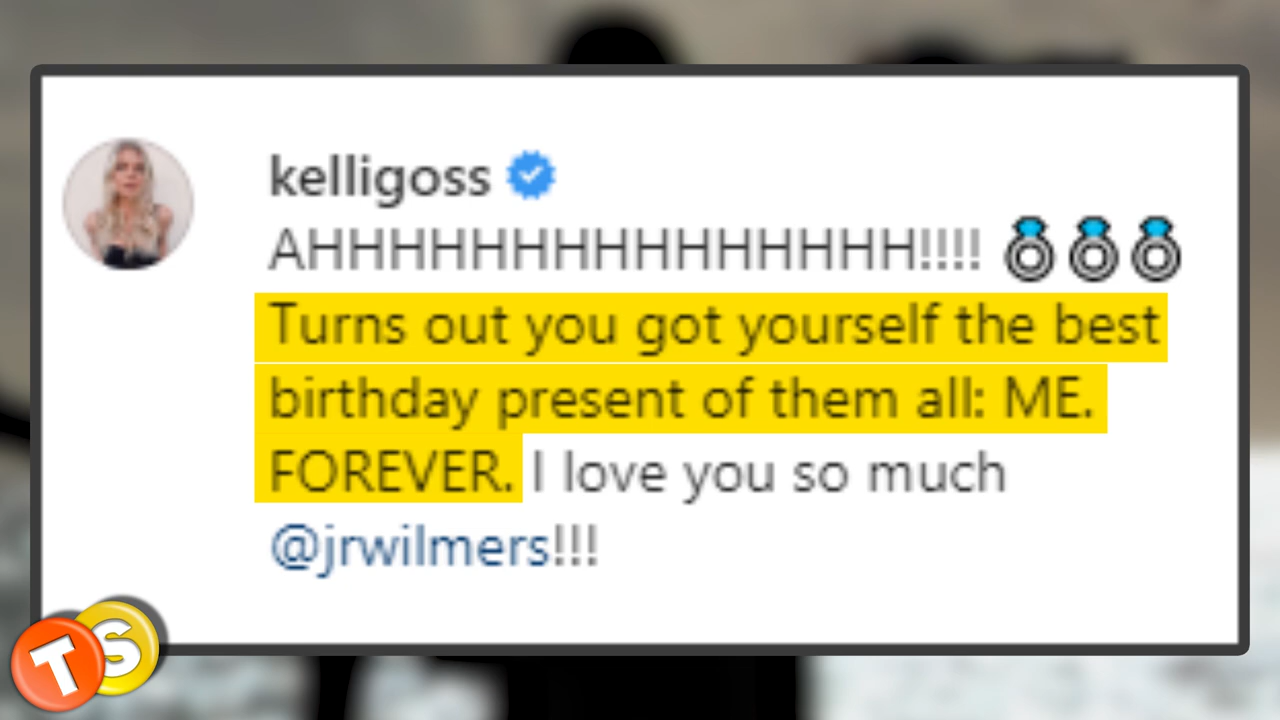 kelligoss
AHHHHHHHHHHHHHHH!!!! 💍💍💍
Turns out you got yourself the best
birthday present of them all: ME.
FOREVER. I love you so much
@jrwilmers!!!
TS